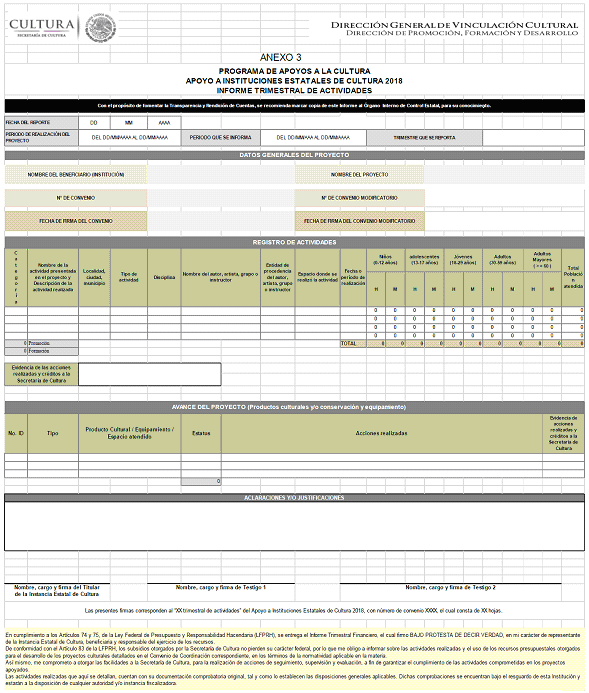 CULTURA
SECRETARÍA DE CULTURA
DIRECCIÓN GENERAL DE VINCULACIÓN CULTURAL
DIRECCIÓN DE PROMOCIÓN, FORMACIÓN Y DESARROLLO
ANEXO 3
PROGRAMA DE APOYOS A LA CULTURA
APOYO A INSTITUCIONES ESTATALES DE CULTURA 2018
INFORME TRIMESTRAL DE ACTIVIDADES
Con el propósito de fomentar la Transparencia y Rendición de Cuentas, se recomienda marcar copia de este Informe al Órgano Interno de Control Estatal, para su conocimiento.
FECHA DEL REPORTE DD MM AAAA
PERIODO DE REALIZACIÓN DEL PROYECTO DEL DD/MM/AAAA AL DD/MM/AAAA PERIODO QUE SE INFORMA DEL DD/MM/AAAA AL DD/MM/AAAA TRIMESTRE QUE SE REPORTA
DATOS GENERALES DEL PROYECTO
NOMBRE DEL BENEFICIARIO (INSTITUCIÓN) NOMBRE DEL PROYECTO
N° DE CONVENIO N° DE CONVENIO MODIFICATORIO
FECHA DE FIRMA DEL CONVENIO FECHA DE FIRMA DEL CONVENIO MODIFICATORIO
REGISTRO DE ACTIVIDADES
Categoría Nombre de la actividad presentada en el proyecto y Descripción de la actividad realizada Localidad, ciudad, municipio Tipo de actividad Disciplina Nombre del autor, artista, grupo o instructor Entidad de procedencia del autor, artista, grupo o instructor Espacio donde se realizó la actividad Fecha o periodo de realización Niños (0-12 años) adolescentes (13-17 años) Jóvenes (18-29 años) Adultos (30-59 años) Adultos Mayores ( >= 60 ) Total Población atendida
H M H M H M H M H M
0 0 0 0 0 0 0 0 0 0 0
0 0 0 0 0 0 0 0 0 0 0
0 0 0 0 0 0 0 0 0 0 0
0 0 0 0 0 0 0 0 0 0 0
0 Promoción TOTAL 0 0 0 0 0 0 0 0 0 0 0
0 Formación
Evidencia de las acciones
realizadas y créditos a la
Secretaría de Cultura
AVANCE DEL PROYECTO (Productos culturales y/o conservación y equipamiento)
No. ID Tipo Producto Cultural / Equipamiento / Espacio atendido Estatus Acciones realizadas Evidencia de acciones realizadas y créditos a la Secretaría de Cultura
0
ACLARACIONES Y/O JUSTIFICACIONES
Nombre, cargo y firma del Titular de la Instancia Estatal de Cultura Nombre, cargo y firma de Testigo 1 Nombre, cargo y firma de Testigo 2
Las presentes firmas corresponden al "XX trimestral de actividades" del Apoyo a Instituciones Estatales de Cultura 2018, con número de convenio XXXX, el cual consta de XX hojas.
En cumplimiento a los Artículos 74 y 75, de la Ley Federal de Presupuesto y Responsabilidad Hacendaria (LFPRH), se entrega el Informe Trimestral Financiero, el cual firmo BAJO PROTESTA DE DECIR VERDAD, en mi carácter de representante
de la Instancia Estatal de Cultura, beneficiaria y responsable del ejercicio de los recursos.
De conformidad con el Artículo 83 de la LFPRH, los subsidios otorgados por la Secretaría de Cultura no pierden su carácter federal, por lo que me obligo a informar sobre las actividades realizadas y el uso de los recursos presupuestales otorgados
para el desarrollo de los proyectos culturales detallados en el Convenio de Coordinación correspondiente, en los términos de la normatividad aplicable en la materia.
Así mismo, me comprometo a otorgar las facilidades a la Secretaría de Cultura, para la realización de acciones de seguimiento, supervisión y evaluación, a fin de garantizar el cumplimiento de las actividades comprometidas en los proyectos
apoyados.
Las actividades realizadas que aquí se detallan, cuentan con su documentación comprobatoria original, tal y como lo establecen las disposiciones generales aplicables. Dichas comprobaciones se encuentran bajo el resguardo de esta Institución y
estarán a la disposición de cualquier autoridad y/o instancia fiscalizadora.